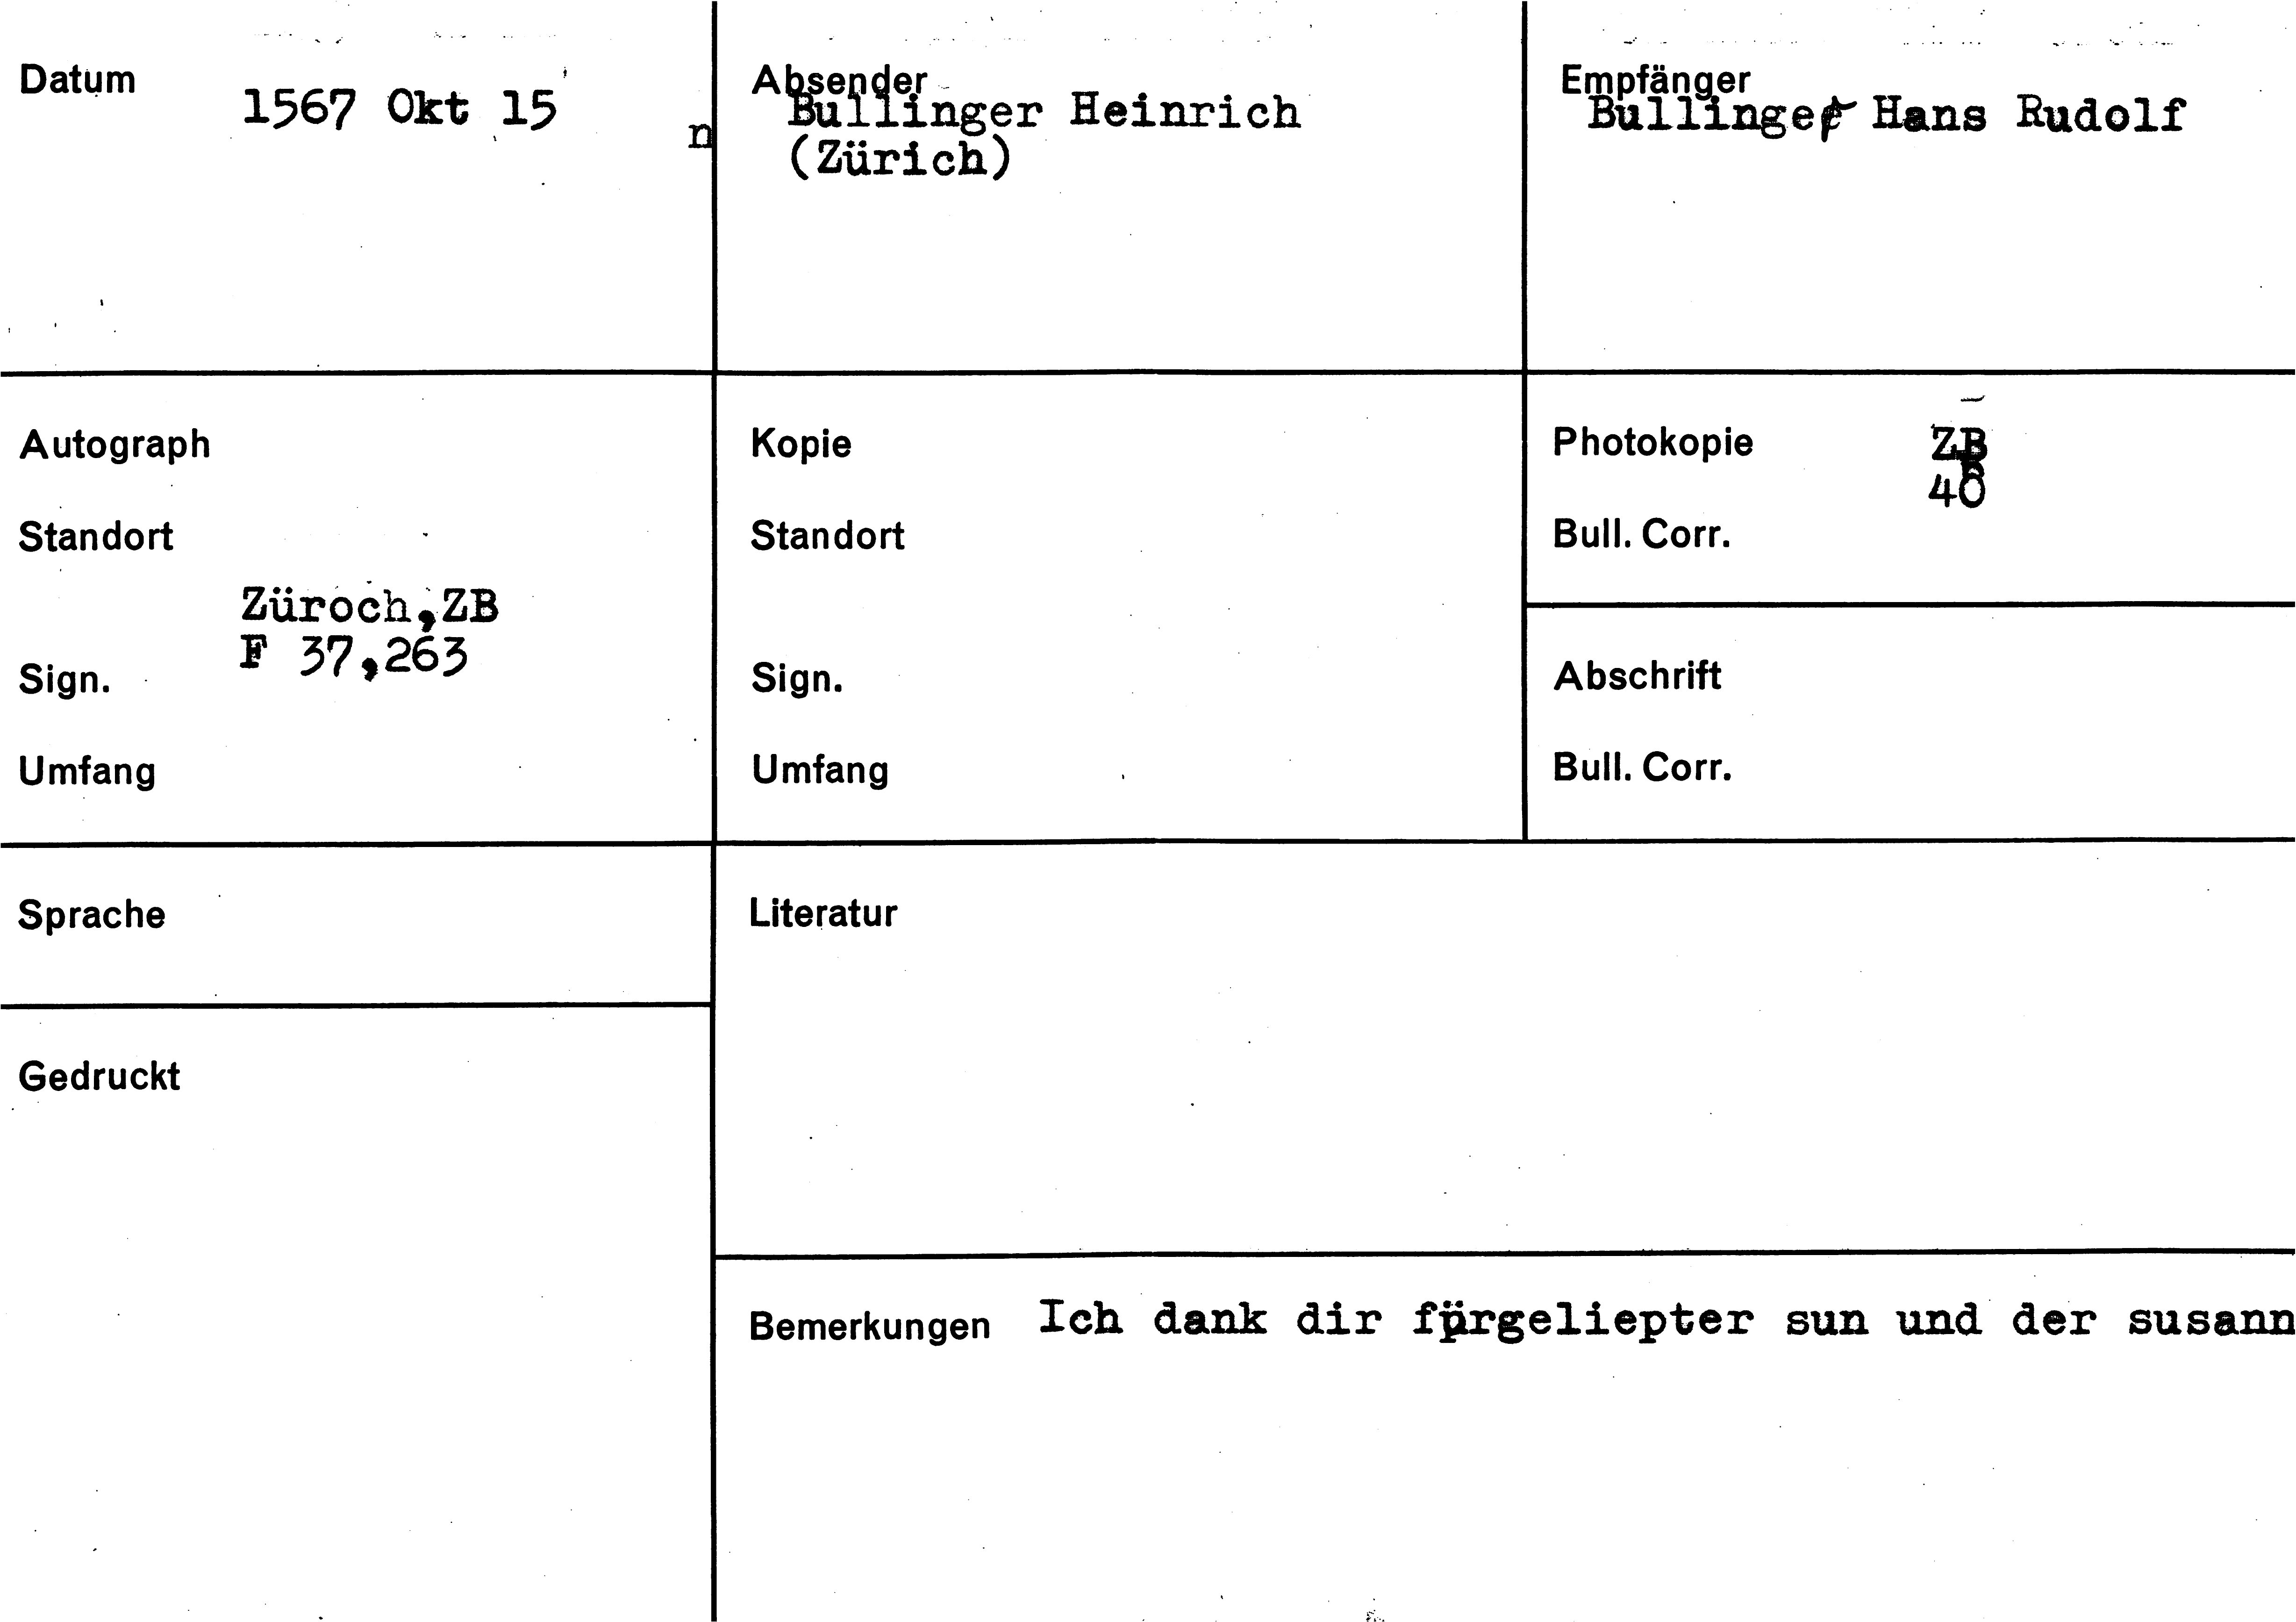 Datum
1567 Okt 15
n
Absender
Bullinger Heinrich
(Zürich)
Empfänger
Bullinger Hans Rudolf
Autograph
Standort
Züroch,ZB
F 37,263
Sign.
Umfang
Kopie
Standort
Sign.
Umfang
Photokopie ZB
40
Bull. Corr.
Abschrift
Bull. Corr.
Sprache
Gedruckt
Literatur
Bemerkungen Ich dank dir fürgeliepter sun und der susann